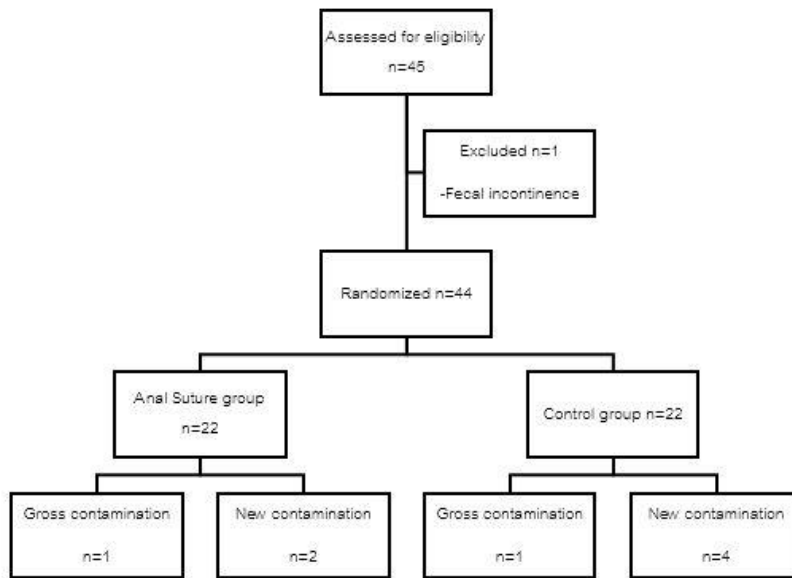 Assessed for eligibility
n=45
Excluded n=1
-Fecal incontinence
Randomized n=44
Anal Suture group
n=22
Control group n=22
Gross contamination
n=1
New contamination
n=2
Gross contamination
n=1
New contamination
n=4